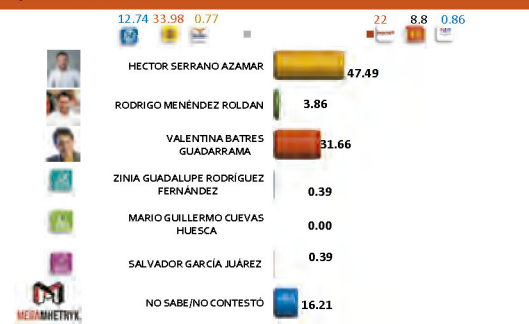 12.74 33.98 0.77 22 8.8 0.86
HECTOR SERRANO AZAMAR 47.49
RODRIGO MENÉNDEZ ROLDAN 3.86
VALENTINA BATRES
GUADARRAMA 31.66
ZINIA GUADALUPE RODRÍGUEZ
FERNÁNDEZ 0.39
MARIO GUILLERMO CUEVAS
HUESCA 0.00
SALVADOR GARCÍA JUÁREZ 0.39
NO SABE/NO CONTESTÓ 16.21
MEGAMHETRYK